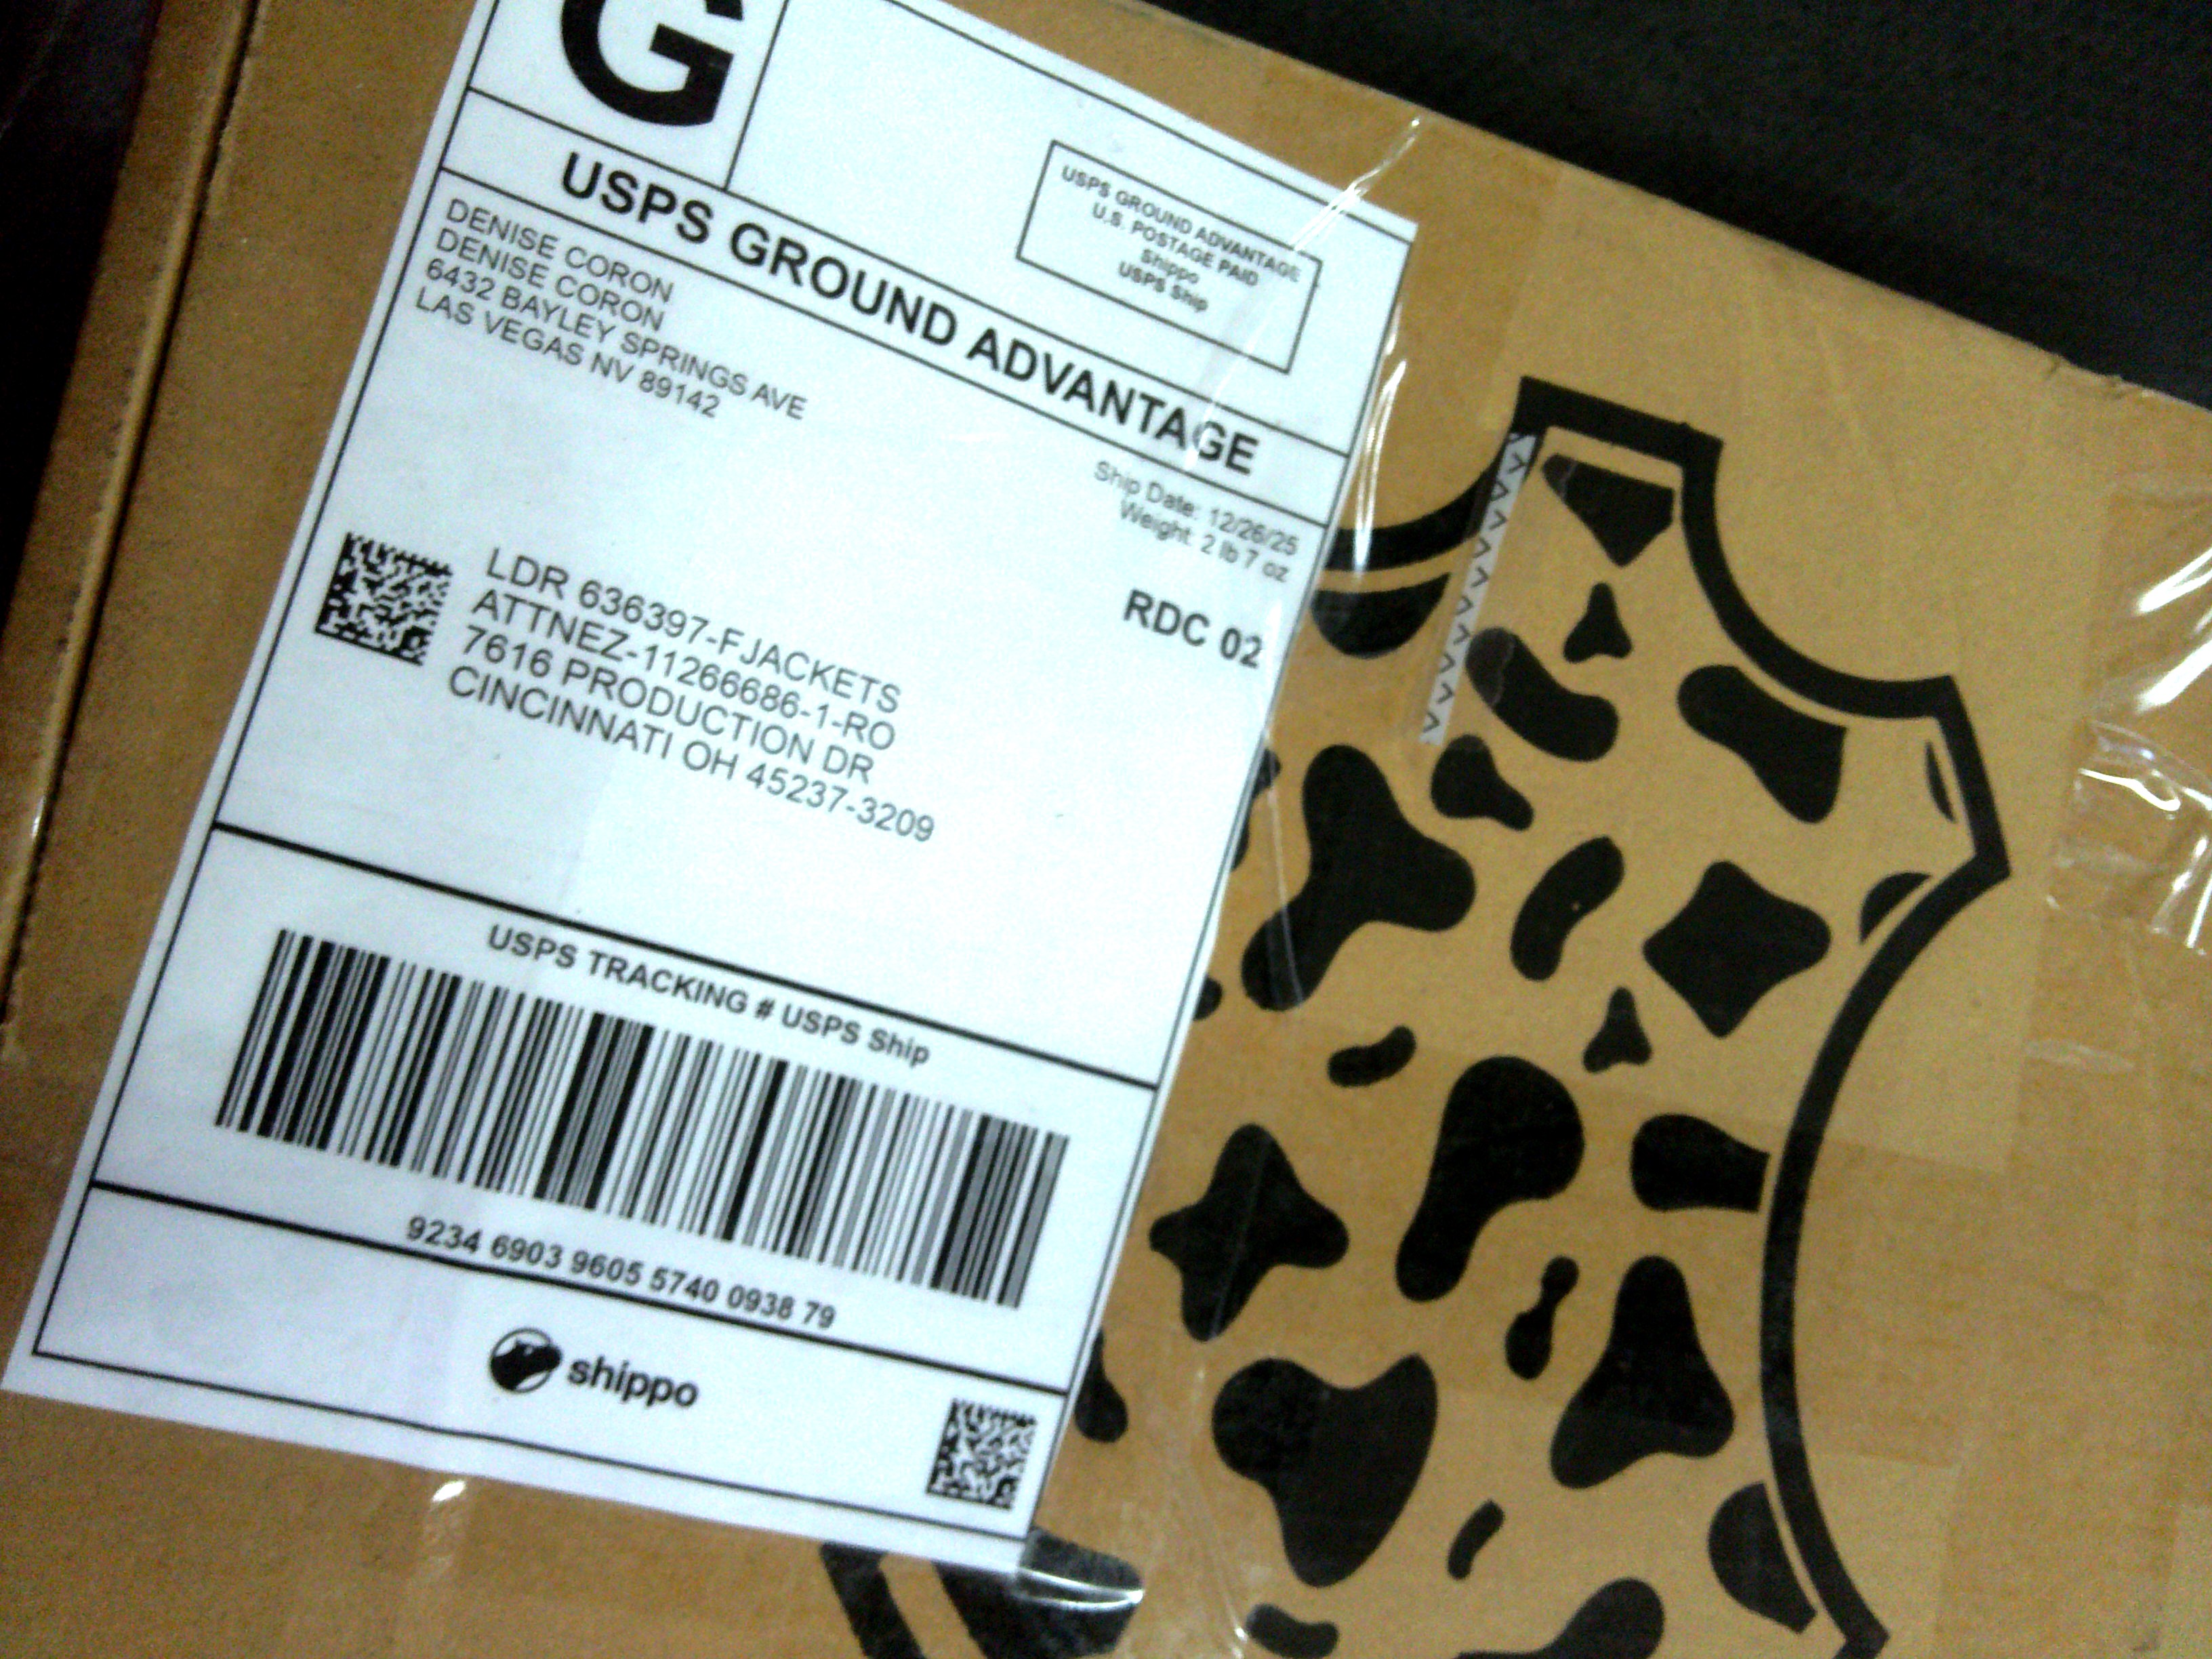 G
USPS GROUND ADVANTAGE
U.S. POSTAGE PAID
Shippo
USPS Ship
USPS GROUND ADVANTAGE
DENISE CORON
DENISE CORON
6432 BAYLEY SPRINGS AVE
LAS VEGAS NV 89142
Ship Date: 12/26/25
Weight: 2 lb 7 oz
RDC 02
LDR 636397-FJACKETS
ATTNEZ-11266686-1-RO
7616 PRODUCTION DR
CINCINNATI OH 45237-3209
USPS TRACKING # USPS Ship
9234 6903 9605 5740 0938 79
shippo